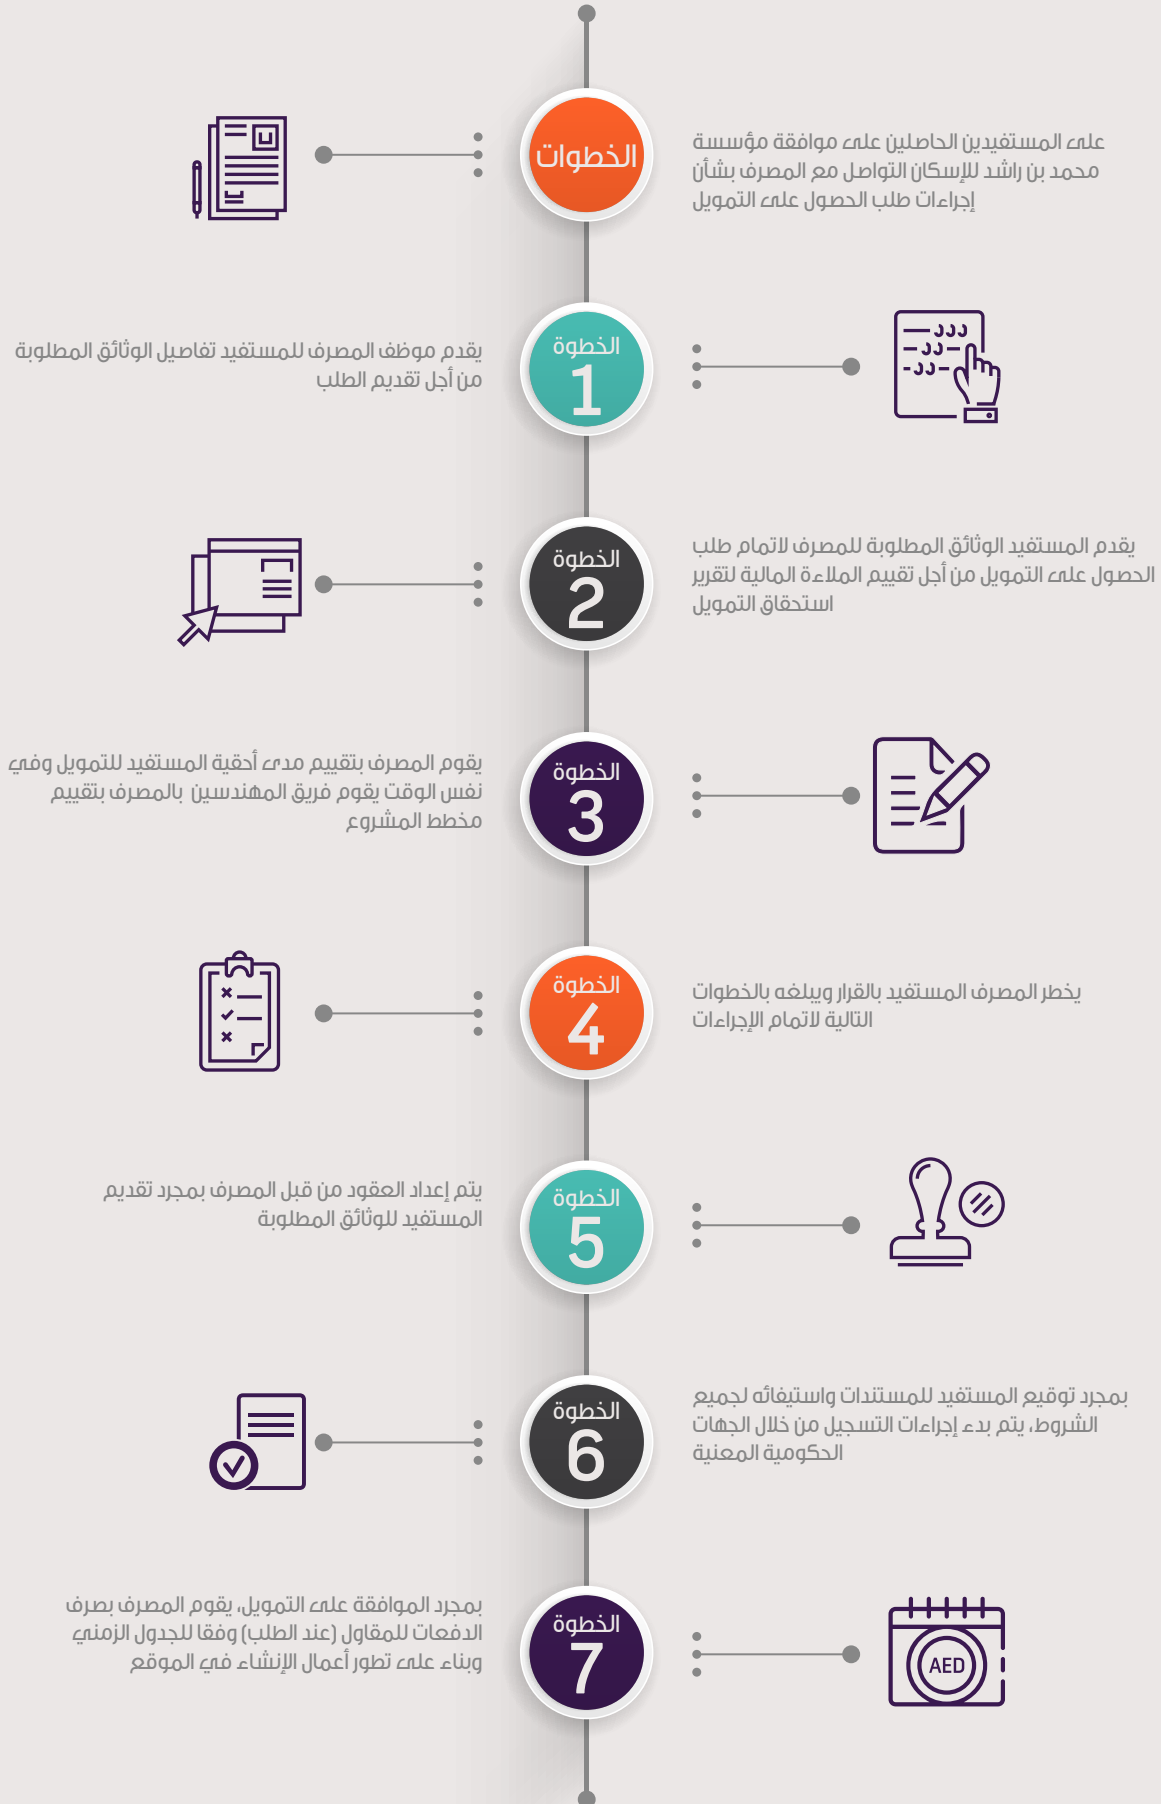 الخطوات
على المستفيدين الحاصلين على موافقة مؤسسة
محمد بن راشد للإسكان التواصل مع المصرف بشأن
إجراءات طلب الحصول على التمويل
الخطوة
1
يقدم موظف المصرف للمستفيد تفاصيل الوثائق المطلوبة
من أجل تقديم الطلب
الخطوة
2
يقدم المستفيد الوثائق المطلوبة للمصرف لاتمام طلب
الحصول على التمويل من أجل تقييم الملاءة المالية لتقرير
استحقاق التمويل
الخطوة
3
يقوم المصرف بتقييم مدى أحقية المستفيد للتمويل وفي
نفس الوقت يقوم فريق المهندسين بالمصرف بتقييم
مخطط المشروع
الخطوة
4
يخطر المصرف المستفيد بالقرار ويبلغه بالخطوات
التالية لاتمام الإجراءات
الخطوة
5
يتم إعداد العقود من قبل المصرف بمجرد تقديم
المستفيد للوثائق المطلوبة
الخطوة
6
بمجرد توقيع المستفيد للمستندات واستيفائه لجميع
الشروط، يتم بدء إجراءات التسجيل من خلال الجهات
الحكومية المعنية
الخطوة
7
بمجرد الموافقة على التمويل، يقوم المصرف بصرف
الدفعات للمقاول (عند الطلب) وفقا للجدول الزمني
وبناء على تطور أعمال الإنشاء في الموقع
AED